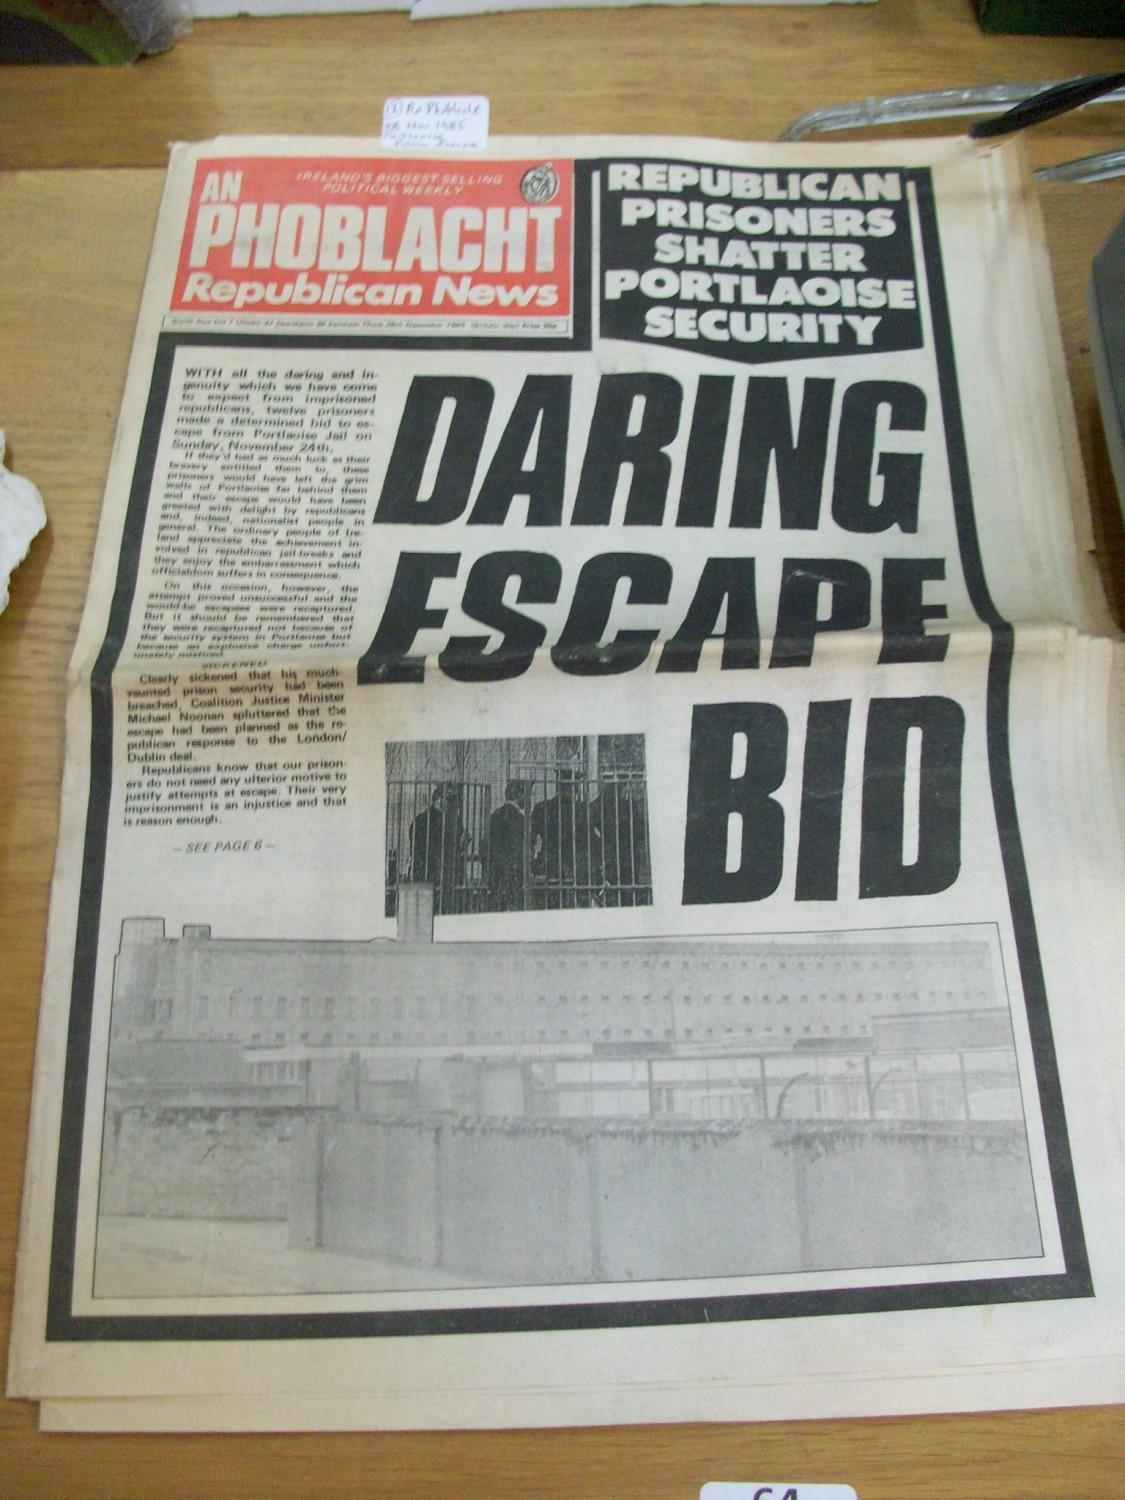 An Phoblacht
28 Nov 1985
Portlaoise
Prison Escape
IRELAND'S BIGGEST SELLING
POLITICAL WEEKLY
AN
PHOBLACHT
Republican News
REPUBLICAN
PRISONERS
SHATTER
PORTLAOISE
SECURITY
DARING
ESCAPE
BID
WITH all the daring and in-
genuity which we have come
to expect from imprisoned
republicans, twelve prisoners
made a determined bid to es-
cape from Portlaoise Jail on
Sunday, November 24th.
If they'd had as much luck as their
bravery entitled them to, these
prisoners would have left the grim
walls of Portlaoise far behind them
and their escape would have been
greeted with delight by republicans
and, indeed, nationalist people in
general. The ordinary people of Ire-
land appreciate the achievement in-
volved in republican jail-breaks and
they enjoy the embarrassment which
officialdom suffers in consequence.
On this occasion, however, the
attempt proved unsuccessful and the
would-be escapees were recaptured.
But it should be remembered that
they were recaptured not because of
the security system in Portlaoise but
because an explosive charge unfort-
unately misfired.
SICKENED
Clearly sickened that his much-
vaunted prison security had been
breached, Coalition Justice Minister
Michael Noonan spluttered that the
escape had been planned as the re-
publican response to the London/
Dublin deal.
Republicans know that our prison-
ers do not need any ulterior motive to
justify attempts at escape. Their very
imprisonment is an injustice and that
is reason enough.
– SEE PAGE 6 –